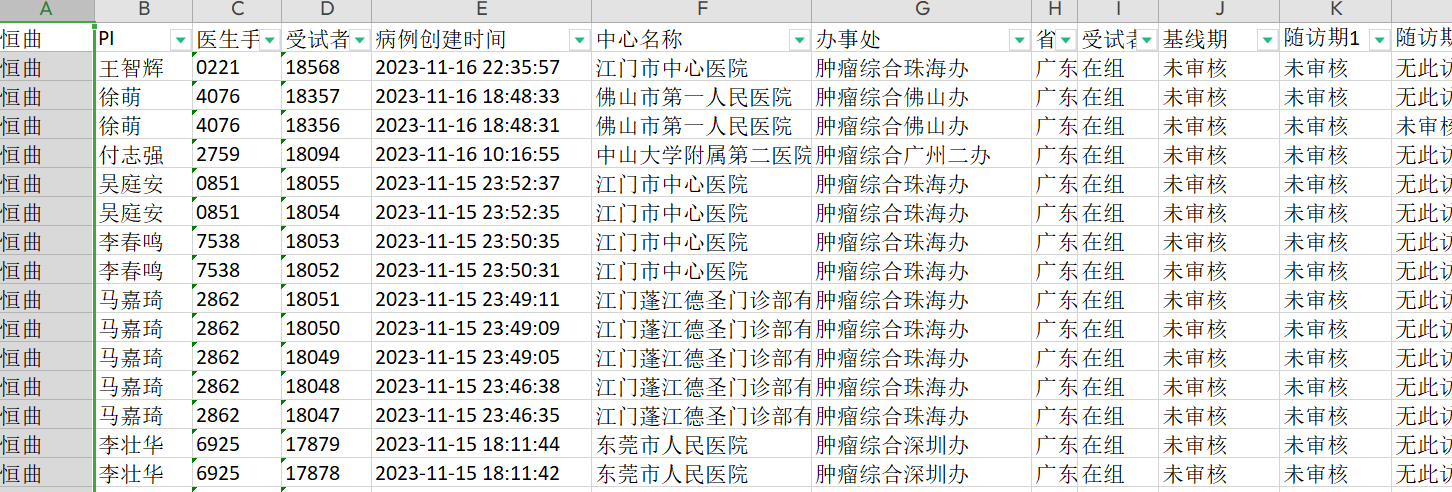 A B C D E F G H I J K
恒曲 PI 医生手 受试者 病例创建时间 中心名称 办事处 省 受试者 基线期 随访期1 随访期
恒曲 王智辉 0221 18568 2023-11-16 22:35:57 江门市中心医院 肿瘤综合珠海办 广东 在组 未审核 未审核 无此访
恒曲 徐萌 4076 18357 2023-11-16 18:48:33 佛山市第一人民医院 肿瘤综合佛山办 广东 在组 未审核 未审核 无此访
恒曲 徐萌 4076 18356 2023-11-16 18:48:31 佛山市第一人民医院 肿瘤综合佛山办 广东 在组 未审核 未审核 未审核
恒曲 付志强 2759 18094 2023-11-16 10:16:55 中山大学附属第二医院 肿瘤综合广州二办 广东 在组 未审核 未审核 无此访
恒曲 吴庭安 0851 18055 2023-11-15 23:52:37 江门市中心医院 肿瘤综合珠海办 广东 在组 未审核 未审核 无此访
恒曲 吴庭安 0851 18054 2023-11-15 23:52:35 江门市中心医院 肿瘤综合珠海办 广东 在组 未审核 未审核 无此访
恒曲 李春鸣 7538 18053 2023-11-15 23:50:35 江门市中心医院 肿瘤综合珠海办 广东 在组 未审核 未审核 无此访
恒曲 李春鸣 7538 18052 2023-11-15 23:50:31 江门市中心医院 肿瘤综合珠海办 广东 在组 未审核 未审核 无此访
恒曲 马嘉琦 2862 18051 2023-11-15 23:49:11 江门蓬江德圣门诊部有 肿瘤综合珠海办 广东 在组 未审核 未审核 无此访
恒曲 马嘉琦 2862 18050 2023-11-15 23:49:09 江门蓬江德圣门诊部有 肿瘤综合珠海办 广东 在组 未审核 未审核 无此访
恒曲 马嘉琦 2862 18049 2023-11-15 23:49:05 江门蓬江德圣门诊部有 肿瘤综合珠海办 广东 在组 未审核 未审核 无此访
恒曲 马嘉琦 2862 18048 2023-11-15 23:46:38 江门蓬江德圣门诊部有 肿瘤综合珠海办 广东 在组 未审核 未审核 无此访
恒曲 马嘉琦 2862 18047 2023-11-15 23:46:35 江门蓬江德圣门诊部有 肿瘤综合珠海办 广东 在组 未审核 未审核 无此访
恒曲 李壮华 6925 17879 2023-11-15 18:11:44 东莞市人民医院 肿瘤综合深圳办 广东 在组 未审核 未审核 无此访
恒曲 李壮华 6925 17878 2023-11-15 18:11:42 东莞市人民医院 肿瘤综合深圳办 广东 在组 未审核 未审核 无此访